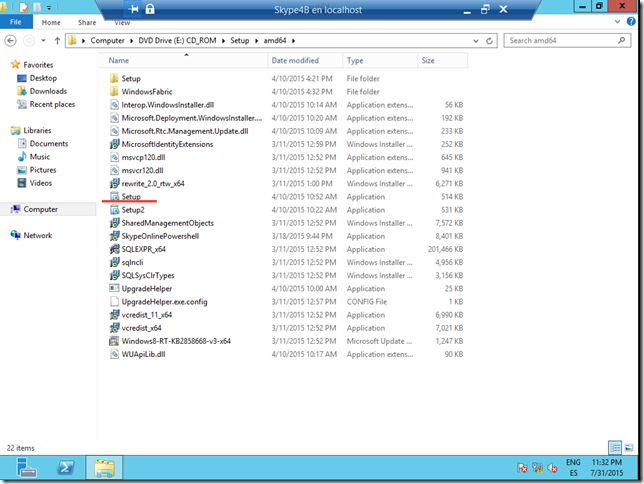 Skype4B en localhost
File Home Share View
Computer DVD Drive (E:) CD_ROM Setup amd64 Search amd64
Favorites
Desktop
Downloads
Recent places
Libraries
Documents
Music
Pictures
Videos
Computer
Network
Name Date modified Type Size
Setup 4/10/2015 4:21 PM File folder
WindowsFabric 4/10/2015 4:32 PM File folder
Interop.WindowsInstaller.dll 4/10/2015 10:14 AM Application extens... 56 KB
Microsoft.Deployment.WindowsInstaller.... 4/10/2015 10:20 AM Application extens... 192 KB
Microsoft.Rtc.Management.Update.dll 4/10/2015 10:09 AM Application extens... 233 KB
MicrosoftIdentityExtensions 3/11/2015 12:59 PM Windows Installer ... 252 KB
msvcp120.dll 3/11/2015 12:52 PM Application extens... 645 KB
msvcr120.dll 3/11/2015 12:52 PM Application extens... 941 KB
rewrite_2.0_rtw_x64 3/11/2015 1:00 PM Windows Installer ... 6,271 KB
Setup 4/10/2015 10:52 AM Application 514 KB
Setup2 4/10/2015 10:22 AM Application 531 KB
SharedManagementObjects 3/11/2015 12:52 PM Windows Installer ... 7,572 KB
SkypeOnlinePowershell 3/18/2015 9:44 PM Application 8,401 KB
SQLEXPR_x64 3/11/2015 12:52 PM Application 201,466 KB
sqlncli 3/11/2015 12:52 PM Windows Installer ... 4,956 KB
SQLSysClrTypes 3/11/2015 12:52 PM Windows Installer ... 3,156 KB
UpgradeHelper 4/10/2015 10:00 AM Application 25 KB
UpgradeHelper.exe.config 3/11/2015 12:57 PM CONFIG File 1 KB
vcredist_11_x64 3/11/2015 12:52 PM Application 6,990 KB
vcredist_x64 3/11/2015 12:52 PM Application 7,021 KB
Windows8-RT-KB2858668-v3-x64 3/11/2015 12:52 PM Microsoft Update ... 1,247 KB
WUApiLib.dll 4/10/2015 10:17 AM Application extens... 90 KB
22 items
ENG 11:32 PM
ES 7/31/2015